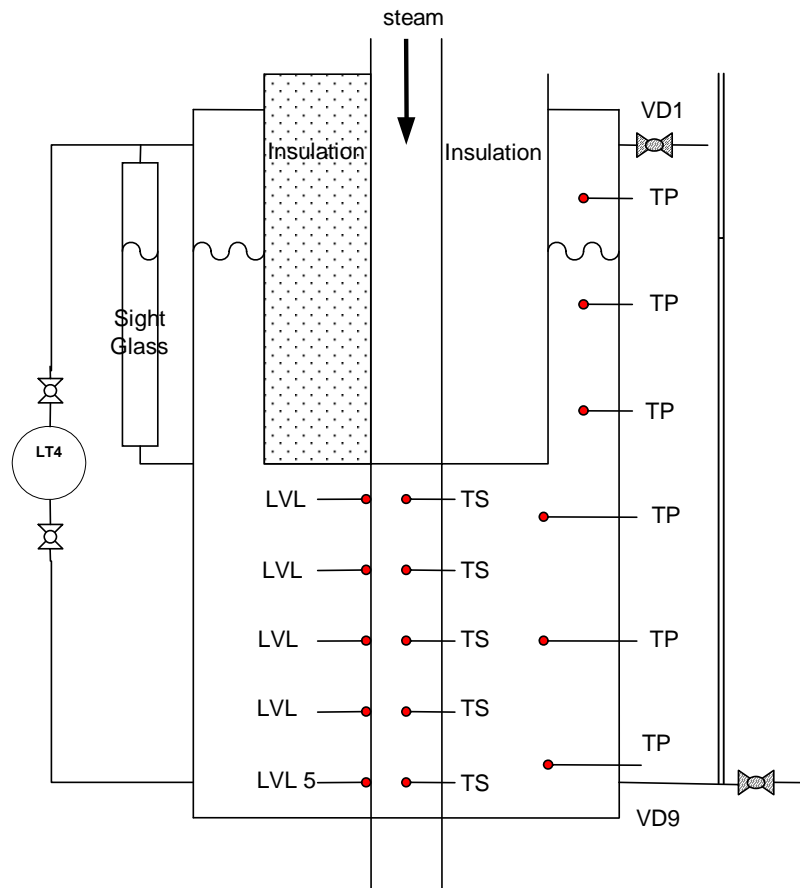 steam
VD1
Insulation
Insulation
TP
TP
Sight
Glass
TP
LT4
LVL
TS
TP
LVL
TS
LVL
TS
TP
LVL
TS
TP
LVL 5
TS
VD9